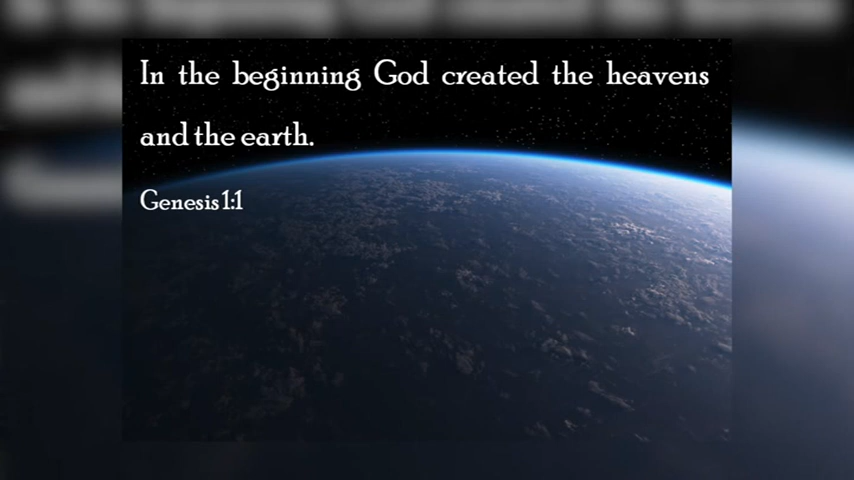 In the beginning God created the heavens
and the earth.
Genesis 1:1